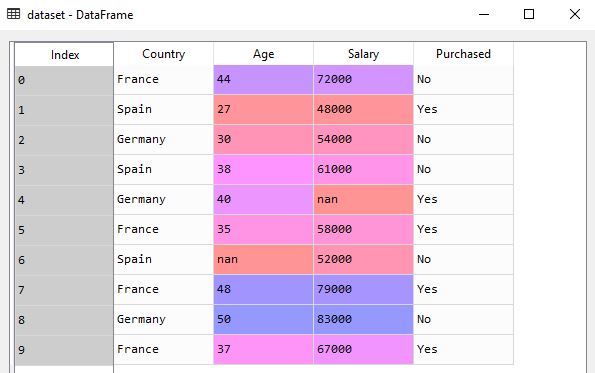 dataset - DataFrame
Index Country Age Salary Purchased
0 France 44 72000 No
1 Spain 27 48000 Yes
2 Germany 30 54000 No
3 Spain 38 61000 No
4 Germany 40 nan Yes
5 France 35 58000 Yes
6 Spain nan 52000 No
7 France 48 79000 Yes
8 Germany 50 83000 No
9 France 37 67000 Yes